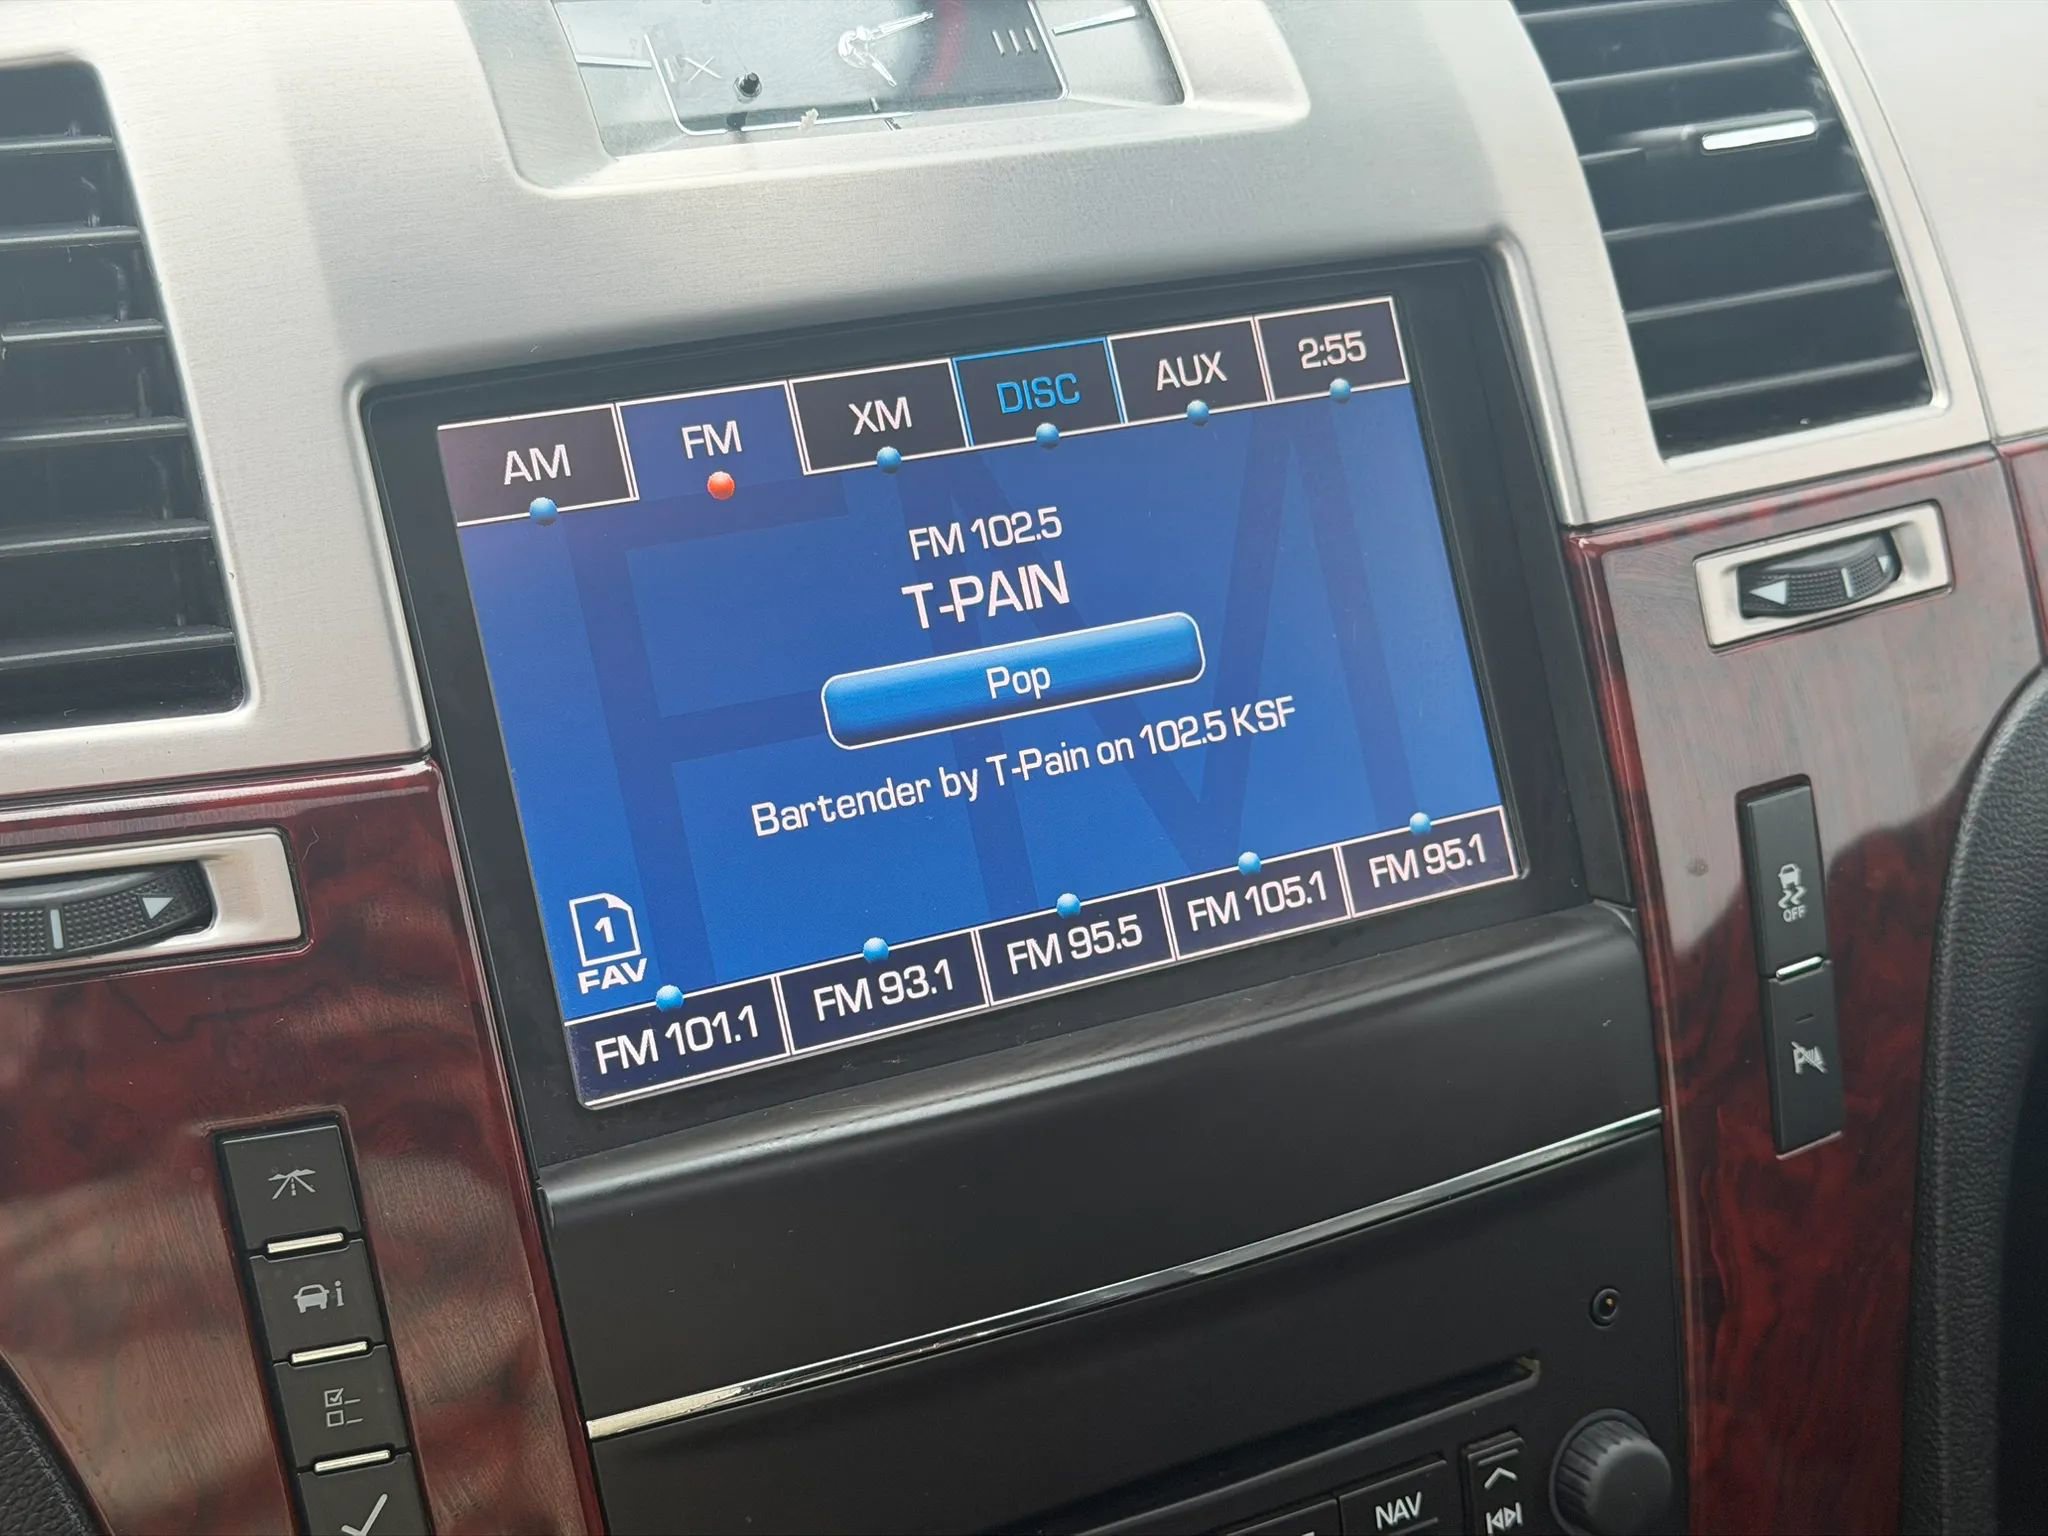 IX
AM
FM
XM
DISC
AUX
2:55
FM 102.5
T-PAIN
Pop
Bartender by T-Pain on 102.5 KSF
1
FAV
FM 101.1
FM 93.1
FM 95.5
FM 105.1
FM 95.1
OFF
i
NAV